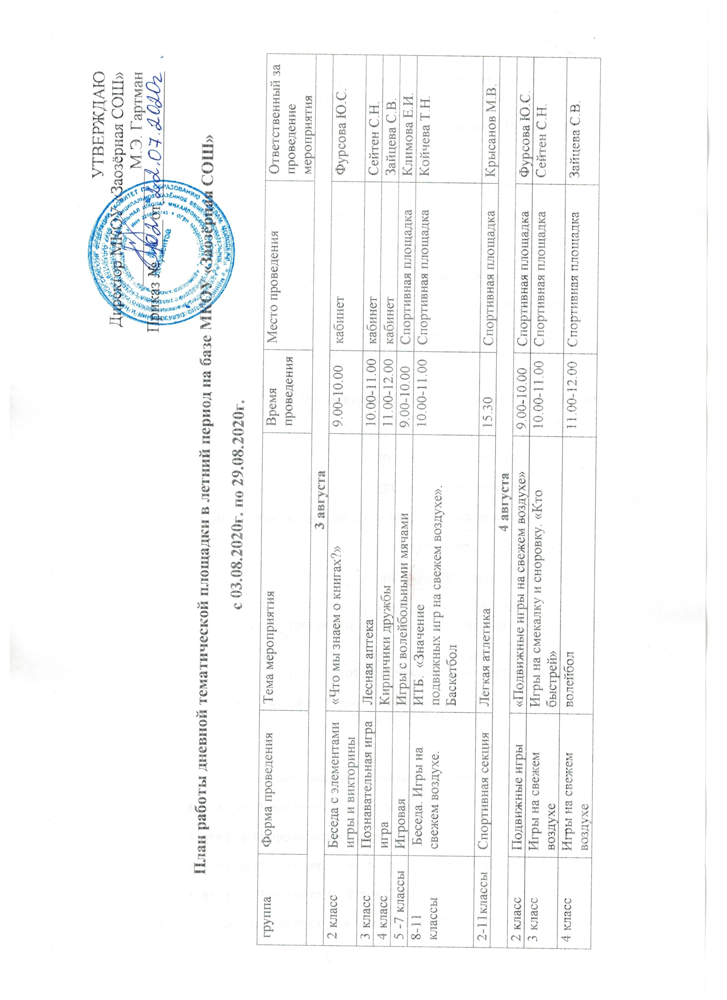 УТВЕРЖДАЮ
Директор МКОУ «Заозёрная СОШ»
М.Э. Гартман
Приказ № от 22.07.2020г
План работы дневной тематической площадки в летний период на базе МКОУ «Заозёрная СОШ»
с 03.08.2020г. по 29.08.2020г.
группа Форма проведения Тема мероприятия Время проведения Место проведения Ответственный за проведение мероприятия
3 августа
2 класс Беседа с элементами игры и викторины «Что мы знаем о книгах?» 9.00-10.00 кабинет Фурсова Ю.С.
3 класс Познавательная игра Лесная аптека 10.00-11.00 кабинет Сейтен С.Н.
4 класс игра Кирпичики дружбы 11.00-12.00 кабинет Зайцева С.В.
5 -7 классы Игровая Игры с волейбольными мячами 9.00-10.00 Спортивная площадка Климова Е.И.
8-11 классы Беседа. Игры на свежем воздухе. ИТБ. «Значение подвижных игр на свежем воздухе». Баскетбол 10.00-11.00 Спортивная площадка Койчева Т.Н.
2-11классы Спортивная секция Легкая атлетика 15.30 Спортивная площадка Крысанов М.В.
4 августа
2 класс Подвижные игры «Подвижные игры на свежем воздухе» 9.00-10.00 Спортивная площадка Фурсова Ю.С.
3 класс Игры на свежем воздухе Игры на смекалку и сноровку. «Кто быстрей» 10.00-11.00 Спортивная площадка Сейтен С.Н.
4 класс Игры на свежем воздухе волейбол 11.00-12.00 Спортивная площадка Зайцева С.В.